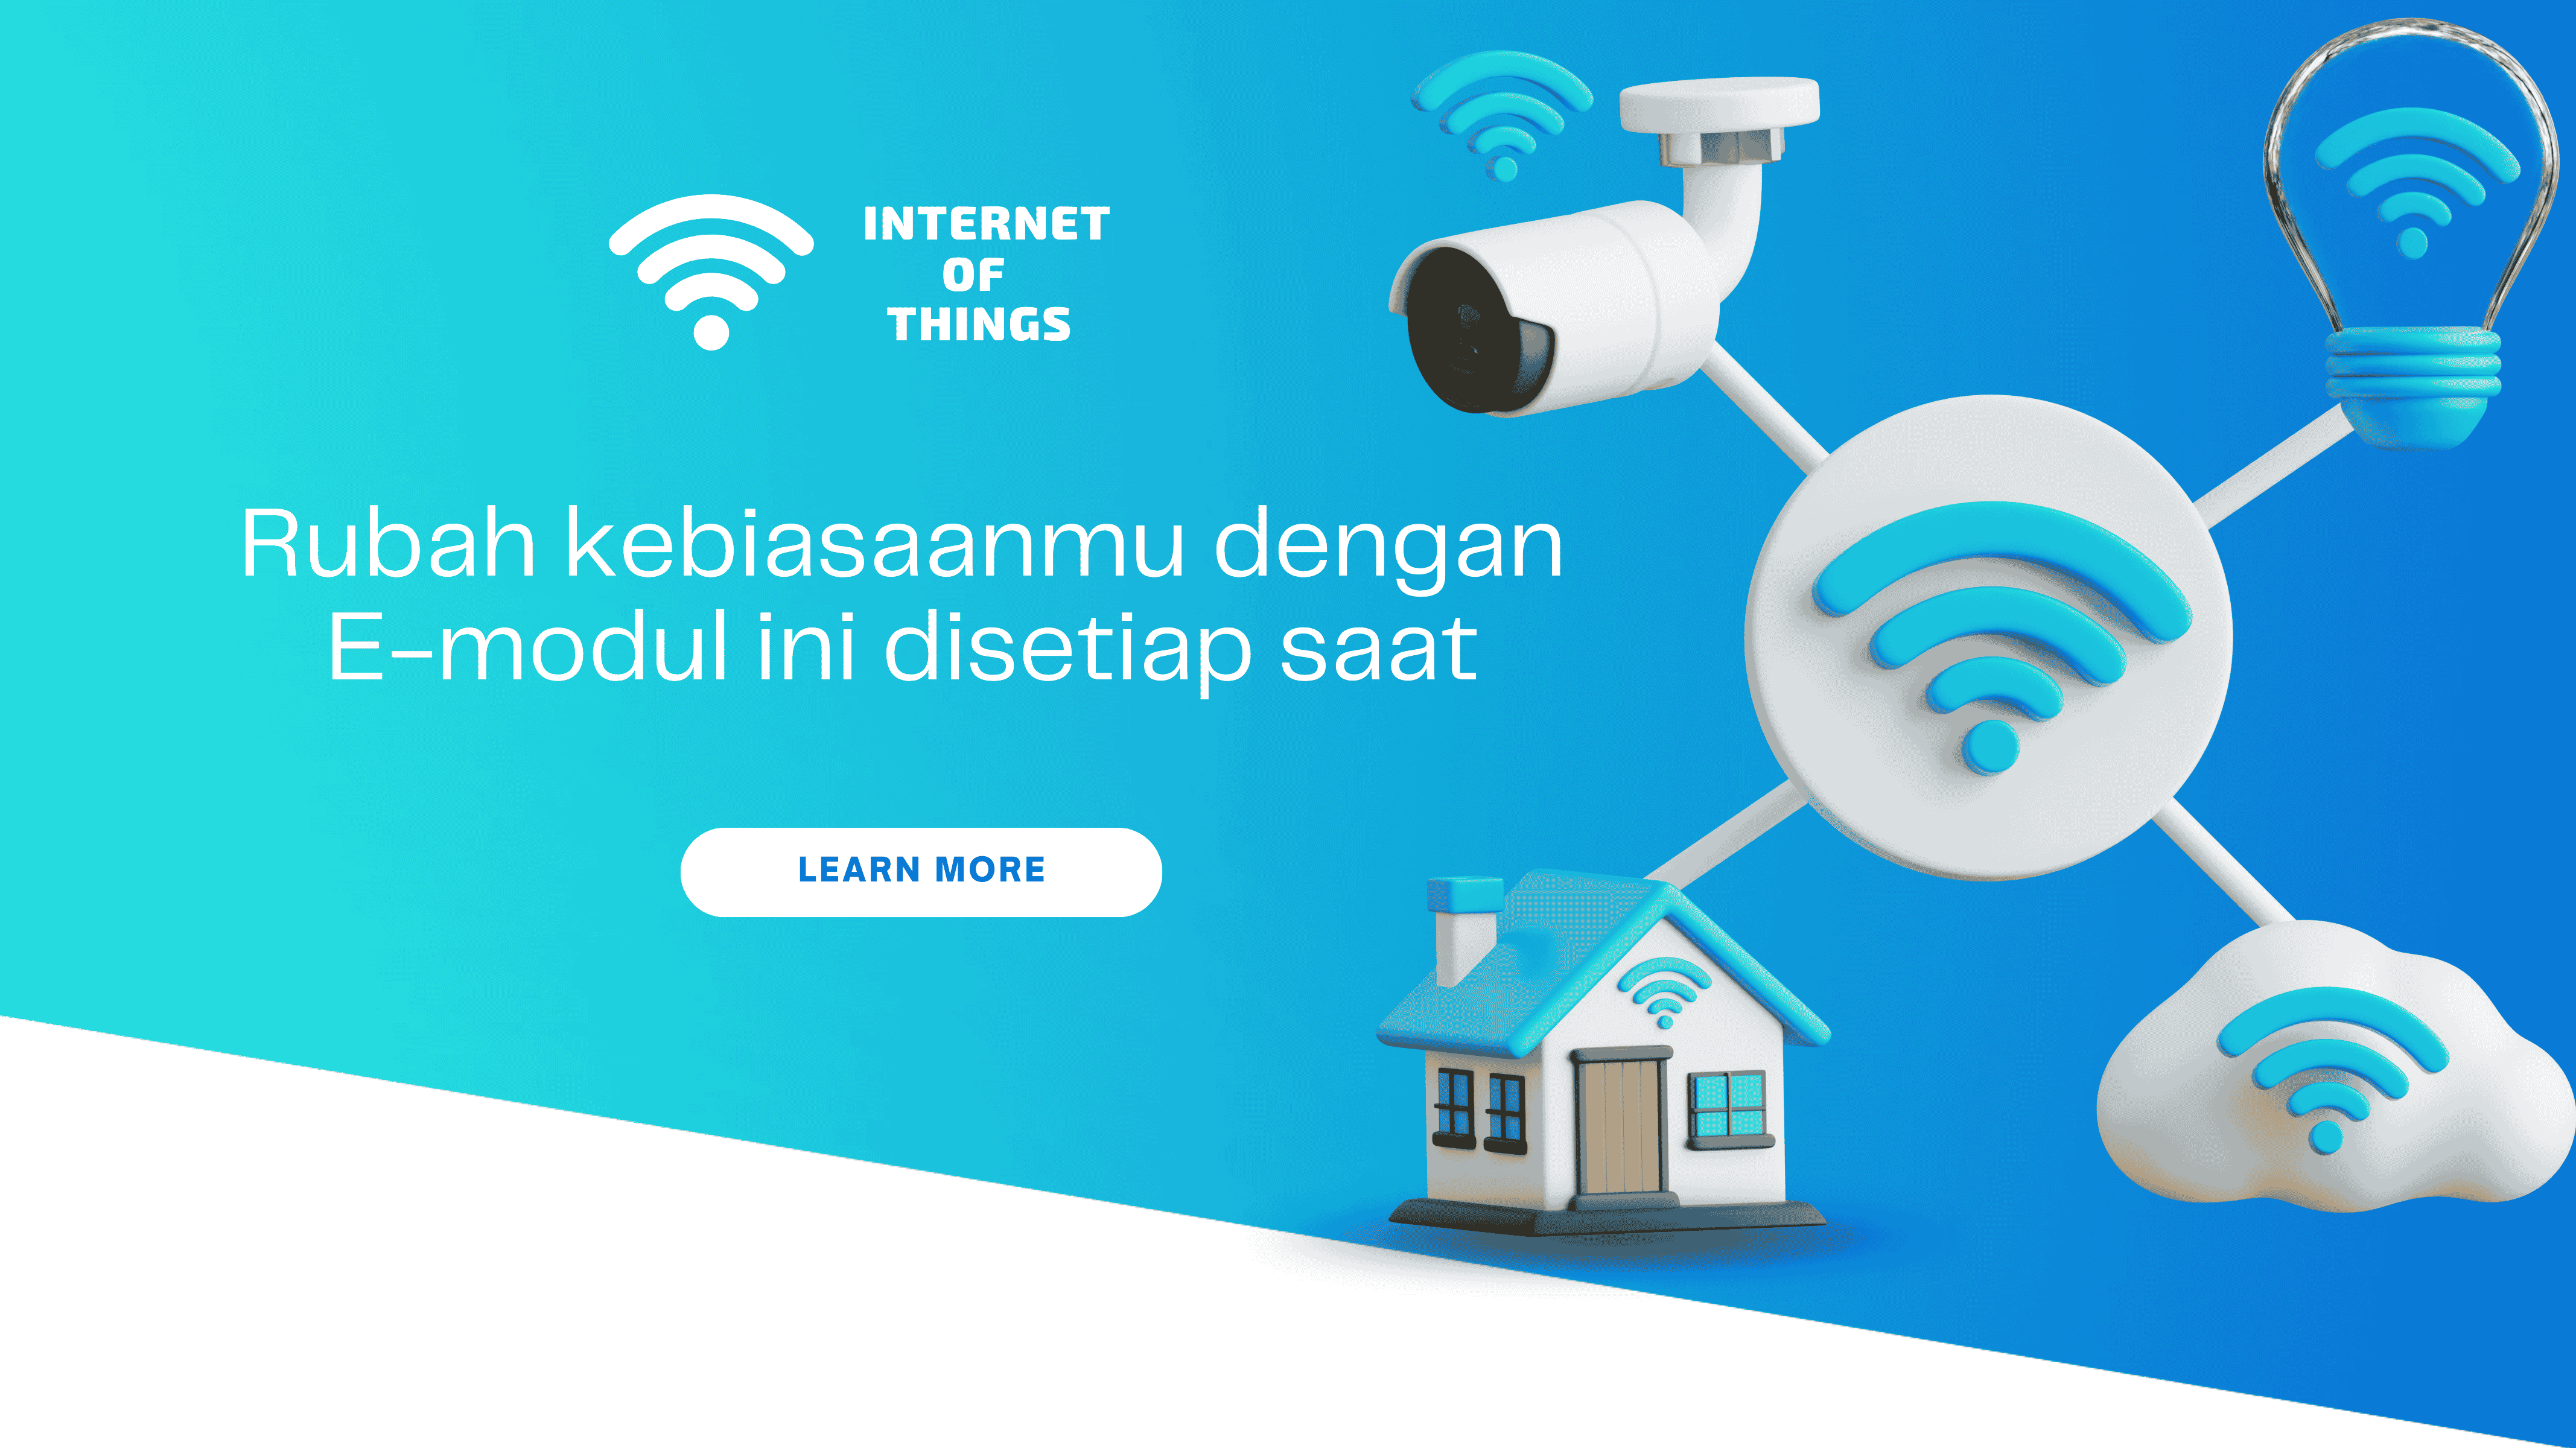 INTERNET
OF
THINGS
Rubah kebiasaanmu dengan
E-modul ini disetiap saat
LEARN MORE